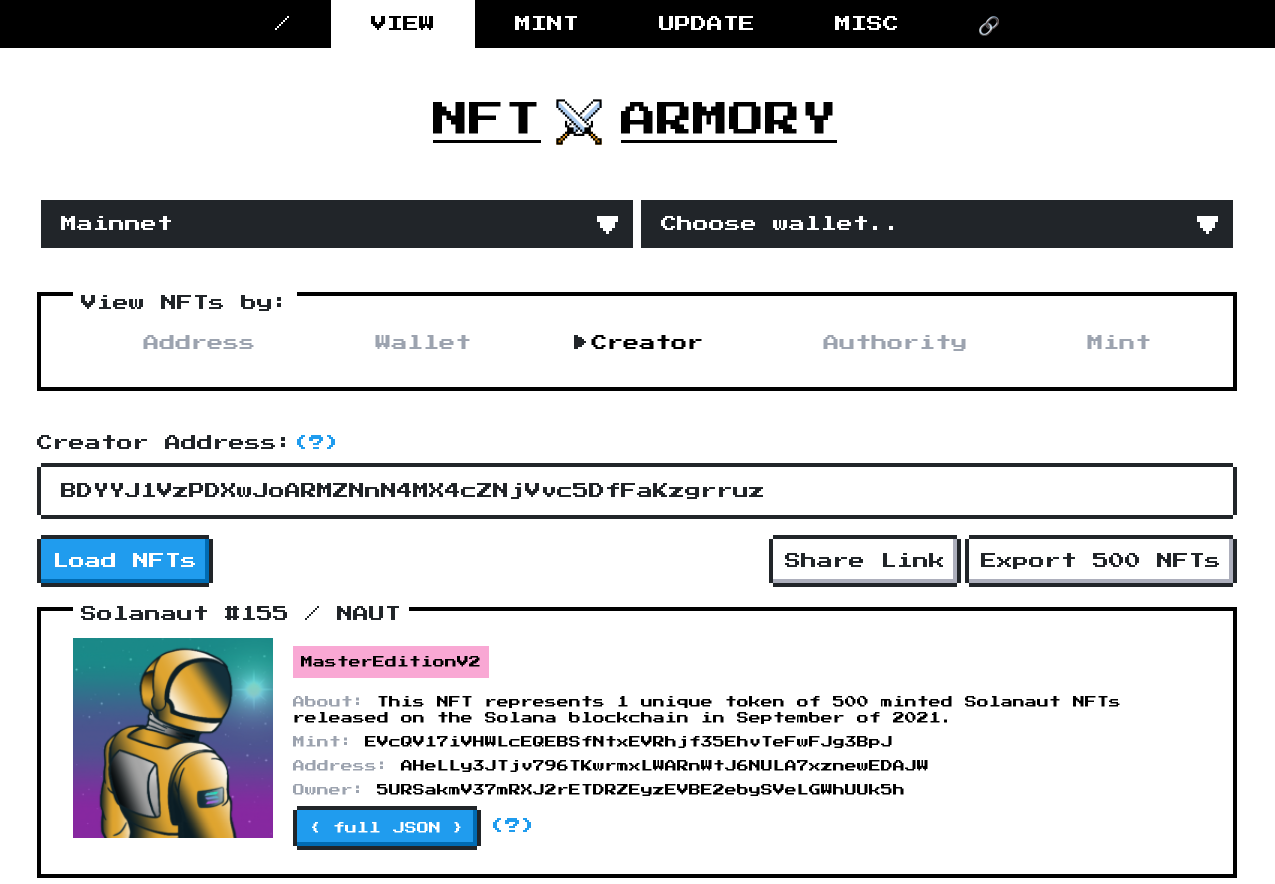 / VIEW MINT UPDATE MISC
NFT ARMORY
Mainnet
Choose wallet..
View NFTs by:
Address Wallet Creator Authority Mint
Creator Address:(?)
BDYYJ1VzPDXwJoARMZNnN4MX4cZNjVvc5DfFaKzgrruz
Load NFTs
Share Link
Export 500 NFTs
Solanaut #155 / NAUT
MasterEditionV2
About: This NFT represents 1 unique token of 500 minted Solanaut NFTs
released on the Solana blockchain in September of 2021.
Mint: EVcQV17iVHWLcEQEBSfNtxEVRhjf35EhvTeFwFJg3BpJ
Address: AHeLLy3JTjv796TKwrmxLWARnWtJ6NULA7xznewEDAJW
Owner: 5URSakmV37mRXJ2rETDRZEyzEVBE2ebySVeLGWhUUk5h
{ full JSON } (?)